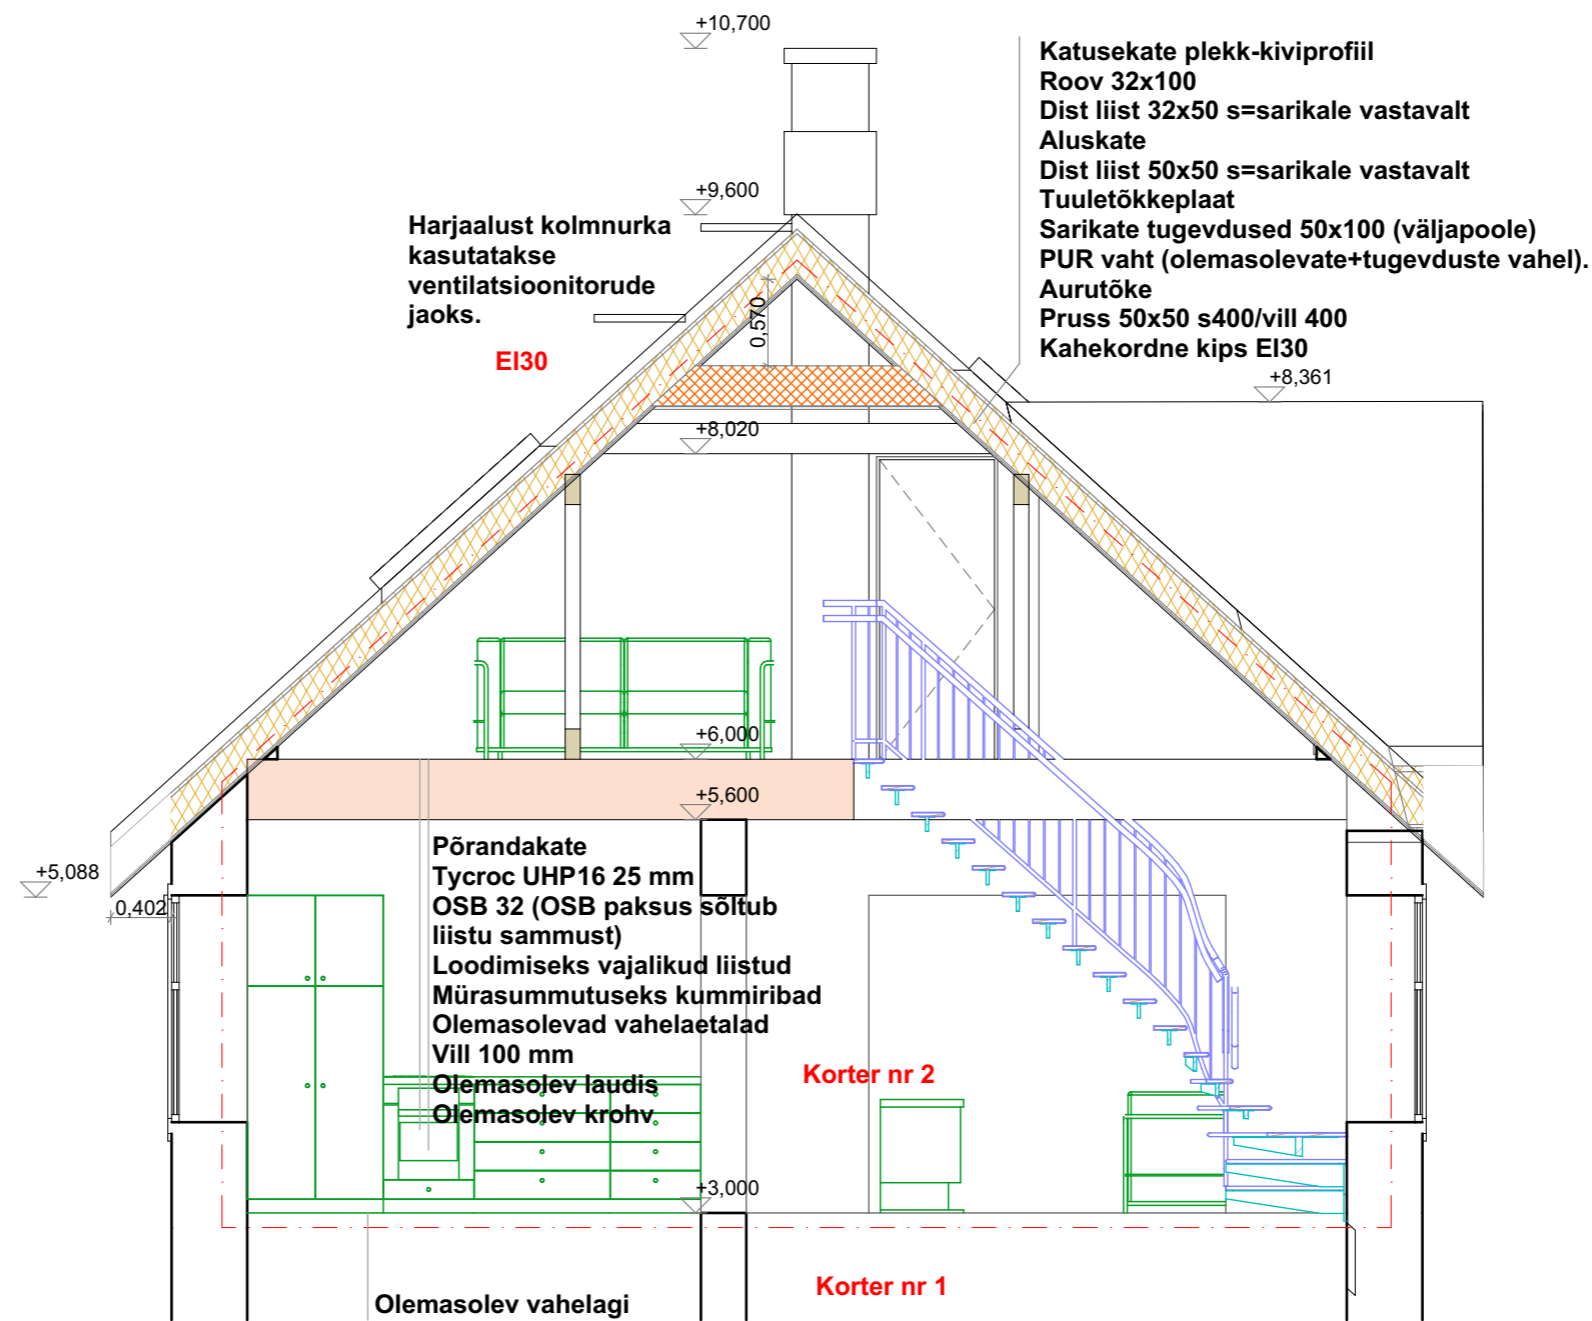 +10,700
Katusekate plekk-kiviprofiil
Roov 32x100
Dist liist 32x50 s=sarikale vastavalt
Aluskate
Dist liist 50x50 s=sarikale vastavalt
Tuuletõkkeplaat
Sarikate tugevdused 50x100 (väljapoole)
PUR vaht (olemasolevate+tugevduste vahel).
Aurutõke
Pruss 50x50 s400/vill 400
Kahekordne kips EI30
+9,600
Harjaalust kolmnurka
kasutatakse
ventilatsioonitorude
jaoks.
EI30
0,570
+8,361
+8,020
+6,000
+5,600
+5,088
0,402
Põrandakate
Tycroc UHP16 25 mm
OSB 32 (OSB paksus sõltub
liistu sammust)
Loodimiseks vajalikud liistud
Mürasummutuseks kummiribad
Olemasolevad vahelaetalad
Vill 100 mm
Olemasolev laudis
Olemasolev krohv
Korter nr 2
+3,000
Korter nr 1
Olemasolev vahelagi